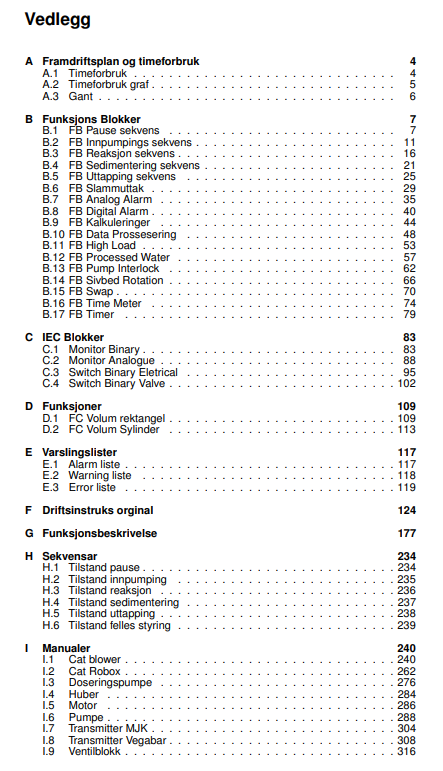 Vedlegg
A Framdriftsplan og timeforbruk 4
A.1 Timeforbruk . . . . . . . . . . . . . . . . . . . . . . . . . . 4
A.2 Timeforbruk graf . . . . . . . . . . . . . . . . . . . . . . . . 5
A.3 Gant . . . . . . . . . . . . . . . . . . . . . . . . . . . . . 6
B Funksjons Blokker 7
B.1 FB Pause sekvens . . . . . . . . . . . . . . . . . . . . . . . 7
B.2 FB Innpumpings sekvens . . . . . . . . . . . . . . . . . . . . 11
B.3 FB Reaksjon sekvens . . . . . . . . . . . . . . . . . . . . . . 16
B.4 FB Sedimentering sekvens . . . . . . . . . . . . . . . . . . . 21
B.5 FB Uttapping sekvens . . . . . . . . . . . . . . . . . . . . . 25
B.6 FB Slammuttak . . . . . . . . . . . . . . . . . . . . . . . . 29
B.7 FB Analog Alarm . . . . . . . . . . . . . . . . . . . . . . . 35
B.8 FB Digital Alarm . . . . . . . . . . . . . . . . . . . . . . . . 40
B.9 FB Kalkuleringer . . . . . . . . . . . . . . . . . . . . . . . 44
B.10 FB Data Prossesering . . . . . . . . . . . . . . . . . . . . . 48
B.11 FB High Load . . . . . . . . . . . . . . . . . . . . . . . . . 53
B.12 FB Processed Water . . . . . . . . . . . . . . . . . . . . . . 57
B.13 FB Pump Interlock . . . . . . . . . . . . . . . . . . . . . . 62
B.14 FB Sivbed Rotation . . . . . . . . . . . . . . . . . . . . . . 66
B.15 FB Swap . . . . . . . . . . . . . . . . . . . . . . . . . . . 70
B.16 FB Time Meter . . . . . . . . . . . . . . . . . . . . . . . . 74
B.17 FB Timer . . . . . . . . . . . . . . . . . . . . . . . . . . . 79
C IEC Blokker 83
C.1 Monitor Binary . . . . . . . . . . . . . . . . . . . . . . . . . 83
C.2 Monitor Analogue . . . . . . . . . . . . . . . . . . . . . . . 88
C.3 Switch Binary Eletrical . . . . . . . . . . . . . . . . . . . . . 95
C.4 Switch Binary Valve . . . . . . . . . . . . . . . . . . . . . . 102
D Funksjoner 109
D.1 FC Volum rektangel . . . . . . . . . . . . . . . . . . . . . . 109
D.2 FC Volum Sylinder . . . . . . . . . . . . . . . . . . . . . . 113
E Varslingslister 117
E.1 Alarm liste . . . . . . . . . . . . . . . . . . . . . . . . . . 117
E.2 Warning liste . . . . . . . . . . . . . . . . . . . . . . . . . 118
E.3 Error liste . . . . . . . . . . . . . . . . . . . . . . . . . . 119
F Driftsinstruks orginal 124
G Funksjonsbeskrivelse 177
H Sekvensar 234
H.1 Tilstand pause . . . . . . . . . . . . . . . . . . . . . . . . . 234
H.2 Tilstand innpumping . . . . . . . . . . . . . . . . . . . . . 235
H.3 Tilstand reaksjon . . . . . . . . . . . . . . . . . . . . . . . 236
H.4 Tilstand sedimentering . . . . . . . . . . . . . . . . . . . . 237
H.5 Tilstand uttapping . . . . . . . . . . . . . . . . . . . . . . 238
H.6 Tilstand felles styring . . . . . . . . . . . . . . . . . . . . . 239
I Manualer 240
I.1 Cat blower . . . . . . . . . . . . . . . . . . . . . . . . . . 240
I.2 Cat Robox . . . . . . . . . . . . . . . . . . . . . . . . . . 262
I.3 Doseringspumpe . . . . . . . . . . . . . . . . . . . . . . . 276
I.4 Huber . . . . . . . . . . . . . . . . . . . . . . . . . . . . 284
I.5 Motor . . . . . . . . . . . . . . . . . . . . . . . . . . . . 286
I.6 Pumpe . . . . . . . . . . . . . . . . . . . . . . . . . . . . 288
I.7 Transmitter MJK . . . . . . . . . . . . . . . . . . . . . . . . 304
I.8 Transmitter Vegabar . . . . . . . . . . . . . . . . . . . . . . 308
I.9 Ventilblokk . . . . . . . . . . . . . . . . . . . . . . . . . . 316